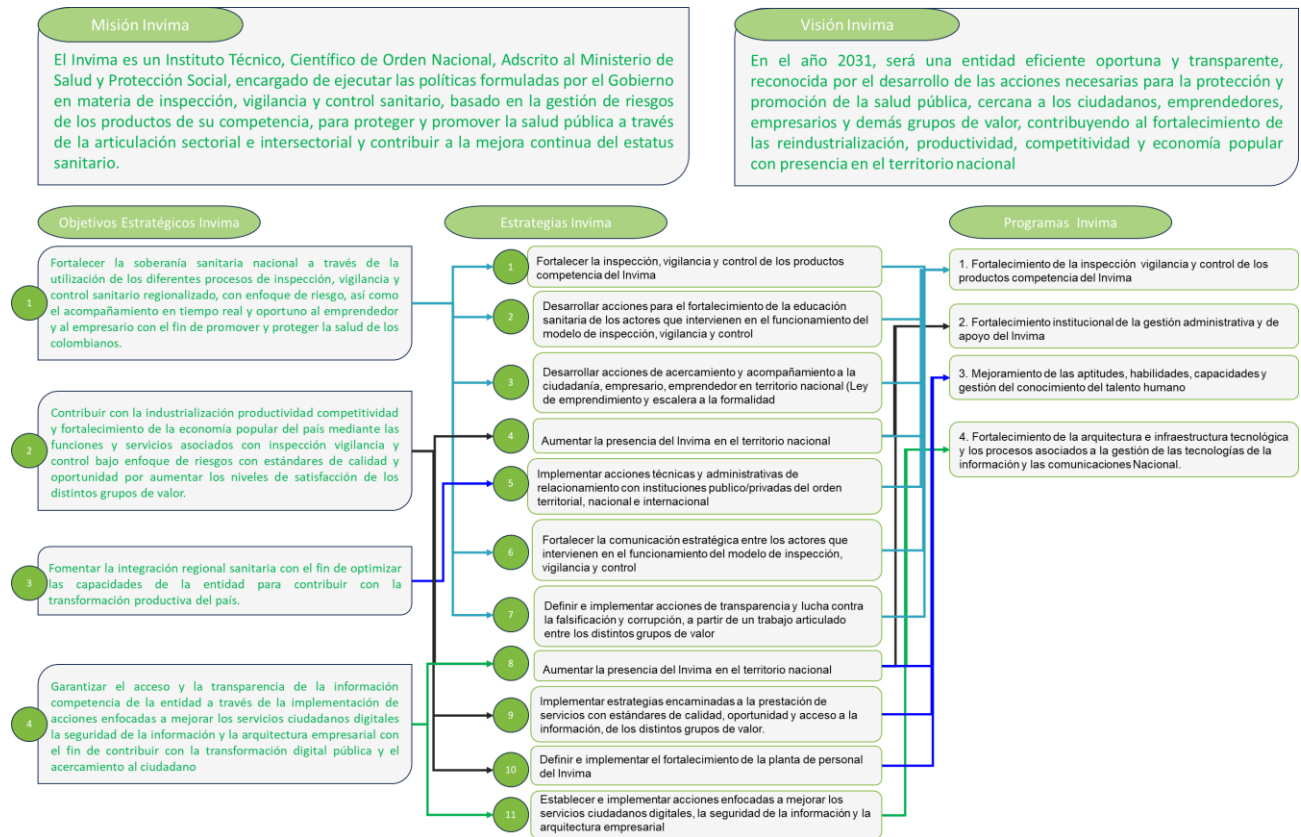 Misión Invima
El Invima es un Instituto Técnico, Científico de Orden Nacional, Adscrito al Ministerio de
Salud y Protección Social, encargado de ejecutar las políticas formuladas por el Gobierno
en materia de inspección, vigilancia y control sanitario, basado en la gestión de riesgos
de los productos de su competencia, para proteger y promover la salud pública a través
de la articulación sectorial e intersectorial y contribuir a la mejora continua del estatus
sanitario.
Visión Invima
En el año 2031, será una entidad eficiente oportuna y transparente,
reconocida por el desarrollo de las acciones necesarias para la protección y
promoción de la salud pública, cercana a los ciudadanos, emprendedores,
empresarios y demás grupos de valor, contribuyendo al fortalecimiento de
las reindustrialización, productividad, competitividad y economía popular
con presencia en el territorio nacional
Objetivos Estratégicos Invima
1
Fortalecer la soberanía sanitaria nacional a través de la
utilización de los diferentes procesos de inspección, vigilancia y
control sanitario regionalizado, con enfoque de riesgo, así como
el acompañamiento en tiempo real y oportuno al emprendedor
y al empresario con el fin de promover y proteger la salud de los
colombianos.
2
Contribuir con la industrialización productividad competitividad
y fortalecimiento de la economía popular del país mediante las
funciones y servicios asociados con inspección vigilancia y
control bajo enfoque de riesgos con estándares de calidad y
oportunidad por aumentar los niveles de satisfacción de los
distintos grupos de valor.
3
Fomentar la integración regional sanitaria con el fin de optimizar
las capacidades de la entidad para contribuir con la
transformación productiva del país.
4
Garantizar el acceso y la transparencia de la información
competencia de la entidad a través de la implementación de
acciones enfocadas a mejorar los servicios ciudadanos digitales
la seguridad de la información y la arquitectura empresarial con
el fin de contribuir con la transformación digital pública y el
acercamiento al ciudadano
Estrategias Invima
1
Fortalecer la inspección, vigilancia y control de los productos
competencia del Invima
2
Desarrollar acciones para el fortalecimiento de la educación
sanitaria de los actores que intervienen en el funcionamiento del
modelo de inspección, vigilancia y control
3
Desarrollar acciones de acercamiento y acompañamiento a la
ciudadanía, empresario, emprendedor en territorio nacional (Ley
de emprendimiento y escalera a la formalidad
4
Aumentar la presencia del Invima en el territorio nacional
5
Implementar acciones técnicas y administrativas de
relacionamiento con instituciones publico/privadas del orden
territorial, nacional e internacional
6
Fortalecer la comunicación estratégica entre los actores que
intervienen en el funcionamiento del modelo de inspección,
vigilancia y control
7
Definir e implementar acciones de transparencia y lucha contra
la falsificación y corrupción, a partir de un trabajo articulado
entre los distintos grupos de valor
8
Aumentar la presencia del Invima en el territorio nacional
9
Implementar estrategias encaminadas a la prestación de
servicios con estándares de calidad, oportunidad y acceso a la
información, de los distintos grupos de valor.
10
Definir e implementar el fortalecimiento de la planta de personal
del Invima
11
Establecer e implementar acciones enfocadas a mejorar los
servicios ciudadanos digitales, la seguridad de la información y la
arquitectura empresarial
Programas Invima
1. Fortalecimiento de la inspección vigilancia y control de los
productos competencia del Invima
2. Fortalecimiento institucional de la gestión administrativa y de
apoyo del Invima
3. Mejoramiento de las aptitudes, habilidades, capacidades y
gestión del conocimiento del talento humano
4. Fortalecimiento de la arquitectura e infraestructura tecnológica
y los procesos asociados a la gestión de las tecnologías de la
información y las comunicaciones Nacional.